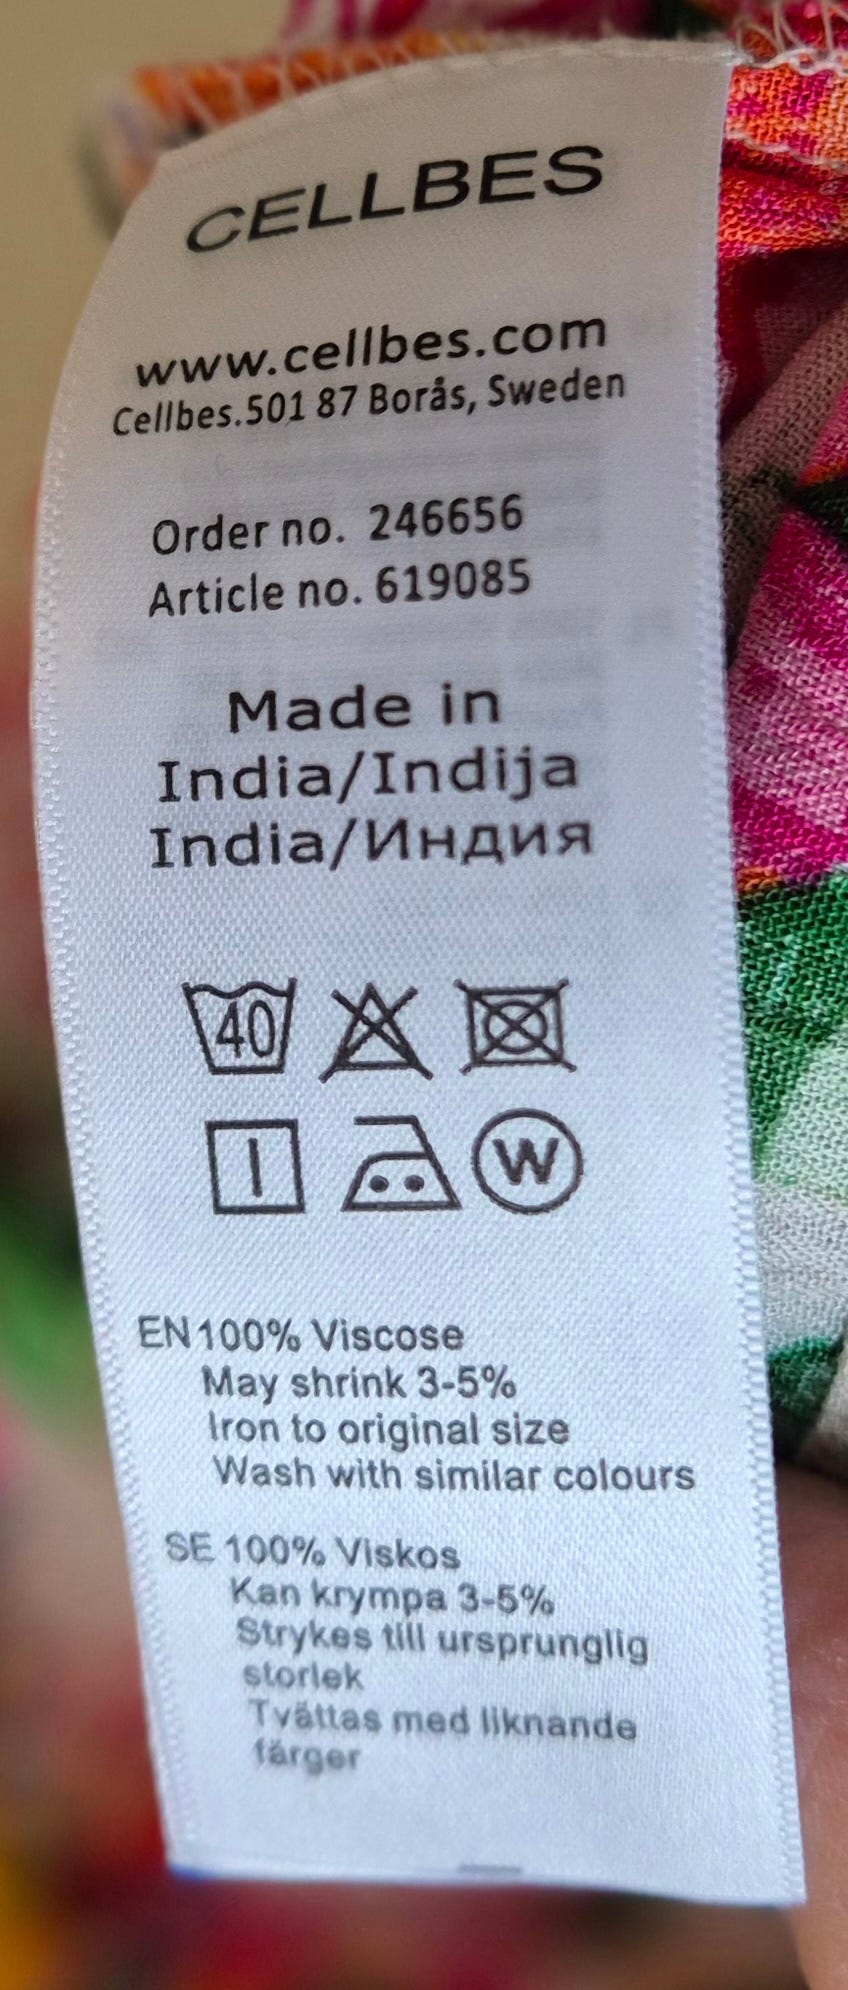 CELLBES
www.cellbes.com
Cellbes.501 87 Borås, Sweden
Order no. 246656
Article no. 619085
Made in
India/Indija
India/Индия
40
W
EN 100% Viscose
May shrink 3-5%
Iron to original size
Wash with similar colours
SE 100% Viskos
Kan krympa 3-5%
Strykes till ursprunglig
storlek
Tvättas med liknande
färger